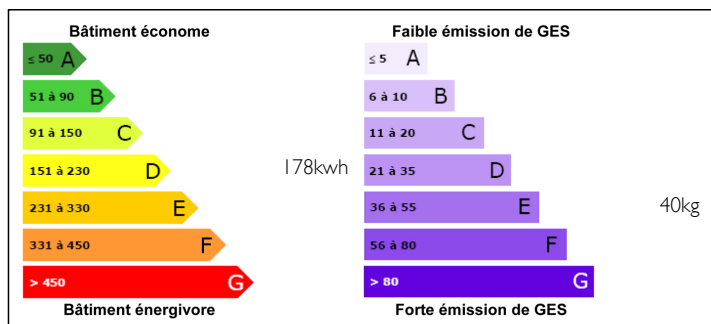 Bâtiment économe
≤ 50 A
51 à 90 B
91 à 150 C
151 à 230 D
178kwh
231 à 330 E
331 à 450 F
> 450 G
Bâtiment énergivore
Faible émission de GES
≤ 5 A
6 à 10 B
11 à 20 C
21 à 35 D
36 à 55 E
40kg
56 à 80 F
> 80 G
Forte émission de GES